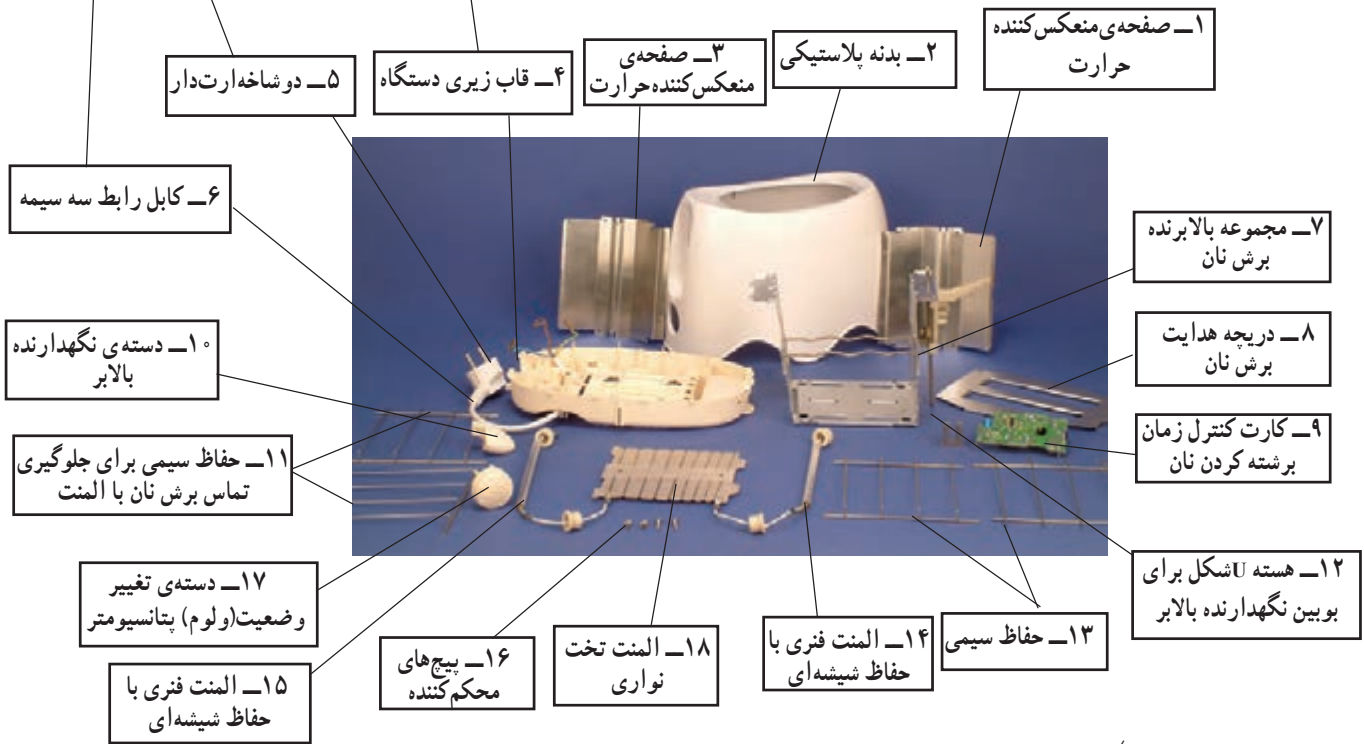 ۱ــ صفحه‌ی‌منعکس‌کننده
حرارت
۲ــ بدنه پلاستیکی
۳ــ صفحه‌ی
منعکس‌کننده‌حرارت
۴ــ قاب زیری دستگاه
۵ــ دوشاخه‌ارت‌دار
۶ــ کابل رابط سه سیمه
۷ــ مجموعه بالابرنده
برش نان
۸ــ دریچه هدایت
برش نان
۹ــ کارت کنترل زمان
برشته کردن نان
۱۰ــ دسته‌ی نگهدارنده
بالابر
۱۱ــ حفاظ سیمی برای جلوگیری
تماس برش نان با المنت
۱۲ــ هسته Uشکل برای
بوبین نگهدارنده بالابر
۱۳ــ حفاظ سیمی
۱۴ــ المنت فنری با
حفاظ شیشه‌ای
۱۸ــ المنت تخت
نواری
۱۶ــ پیچ‌های
محکم‌کننده
۱۷ــ دسته‌ی تغییر
وضعیت(ولوم) پتانسیومتر
۱۵ــ المنت فنری با
حفاظ شیشه‌ای